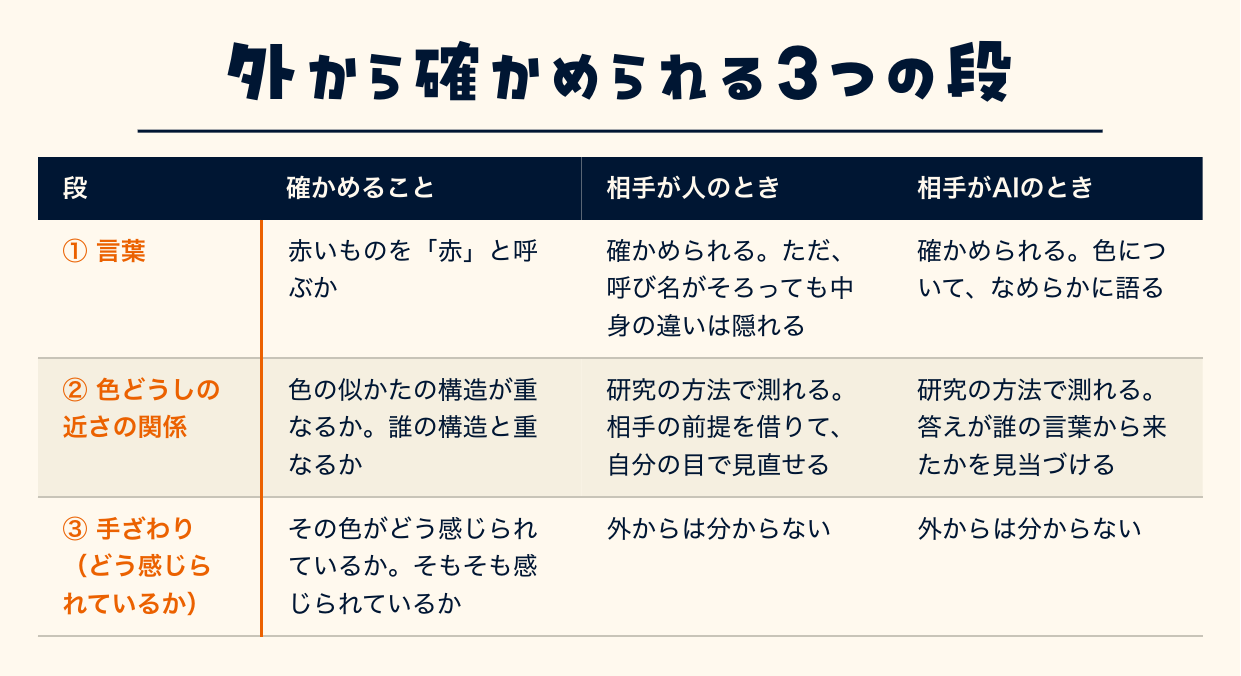 外から確かめられる3つの段
段
確かめること
相手が人のとき
相手がAIのとき
① 言葉
赤いものを「赤」と呼
ぶか
確かめられる。ただ、
呼び名がそろっても中
身の違いは隠れる
確かめられる。色につ
いて、なめらかに語る
② 色どうしの
近さの関係
色の似かたの構造が重
なるか。誰の構造と重
なるか
研究の方法で測れる。
相手の前提を借りて、
自分の目で見直せる
研究の方法で測れる。
答えが誰の言葉から来
たかを見当づける
③ 手ざわり
（どう感じら
れているか）
その色がどう感じられ
ているか。そもそも感
じられているか
外からは分からない
外からは分からない